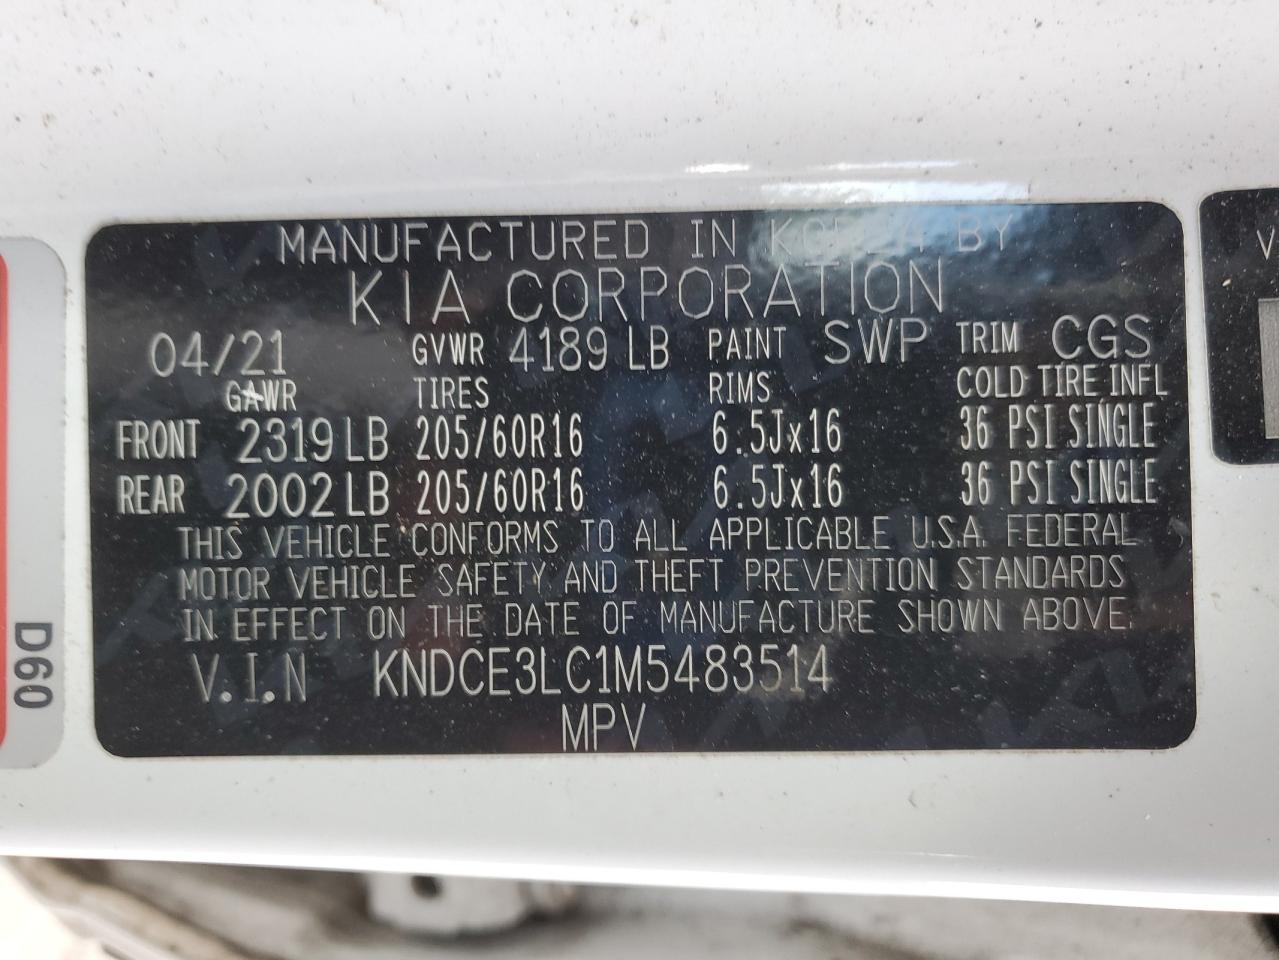 MANUFACTURED IN KOREA BY
KIA CORPORATION
04/21 GVWR 4189 LB PAINT SWP TRIM CGS
GAWR TIRES RIMS COLD TIRE INFL
FRONT 2319 LB 205/60R16 6.5Jx16 36 PSI SINGLE
REAR 2002 LB 205/60R16 6.5Jx16 36 PSI SINGLE
THIS VEHICLE CONFORMS TO ALL APPLICABLE U.S.A. FEDERAL
MOTOR VEHICLE SAFETY AND THEFT PREVENTION STANDARDS
IN EFFECT ON THE DATE OF MANUFACTURE SHOWN ABOVE.
V.I.N KNDCE3LC1M5483514
MPV
D60
V